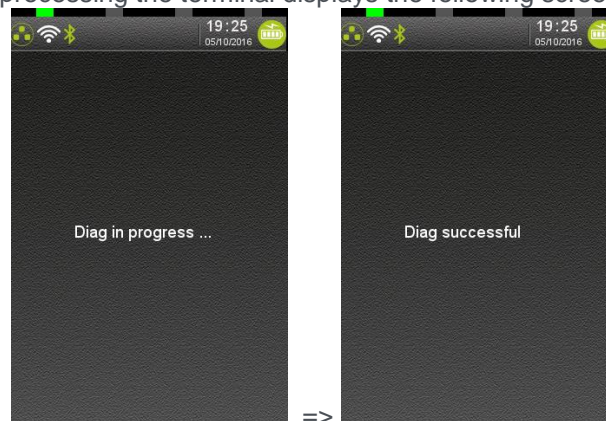 processing the terminal displays the following scree
19:25
05/10/2016
19:25
05/10/2016
Diag in progress ...
Diag successful
=>